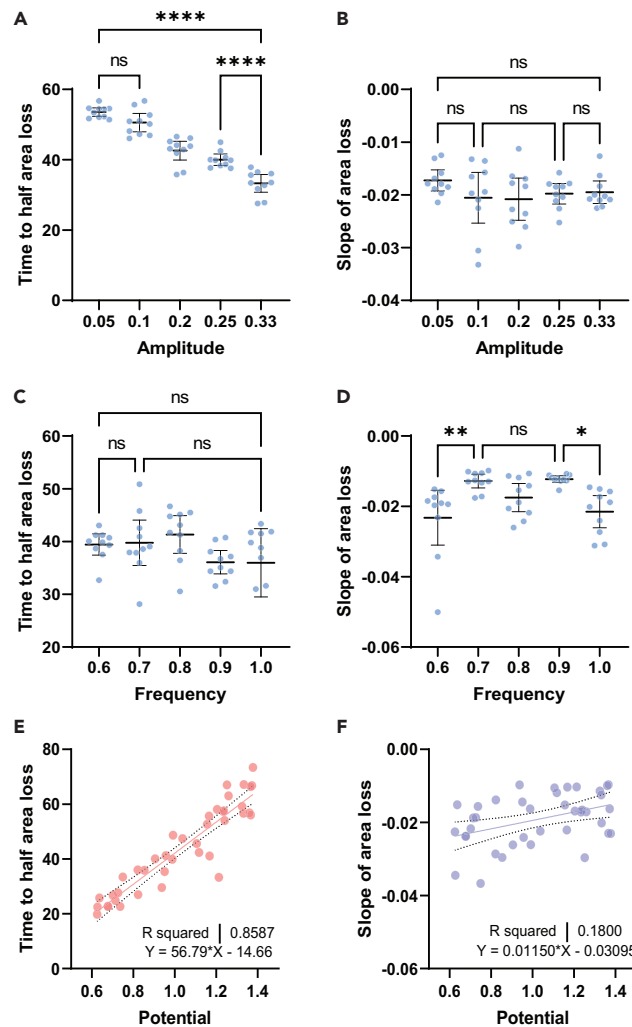 A
****
ns
****
Time to half area loss
60
40
20
0
0.05 0.1 0.2 0.25 0.33
Amplitude
B
ns
ns ns ns
Slope of area loss
0.00
-0.01
-0.02
-0.03
-0.04
0.05 0.1 0.2 0.25 0.33
Amplitude
C
ns
ns ns
Time to half area loss
80
60
40
20
0.6 0.7 0.8 0.9 1.0
Frequency
D
** ns *
Slope of area loss
0.00
-0.02
-0.04
-0.06
0.6 0.7 0.8 0.9 1.0
Frequency
E
Time to half area loss
80
60
40
20
0
R squared 0.8587
Y = 56.79*X - 14.66
0.6 0.8 1.0 1.2 1.4
Potential
F
Slope of area loss
0.00
-0.02
-0.04
-0.06
R squared 0.1800
Y = 0.01150*X - 0.03095
0.6 0.8 1.0 1.2 1.4
Potential